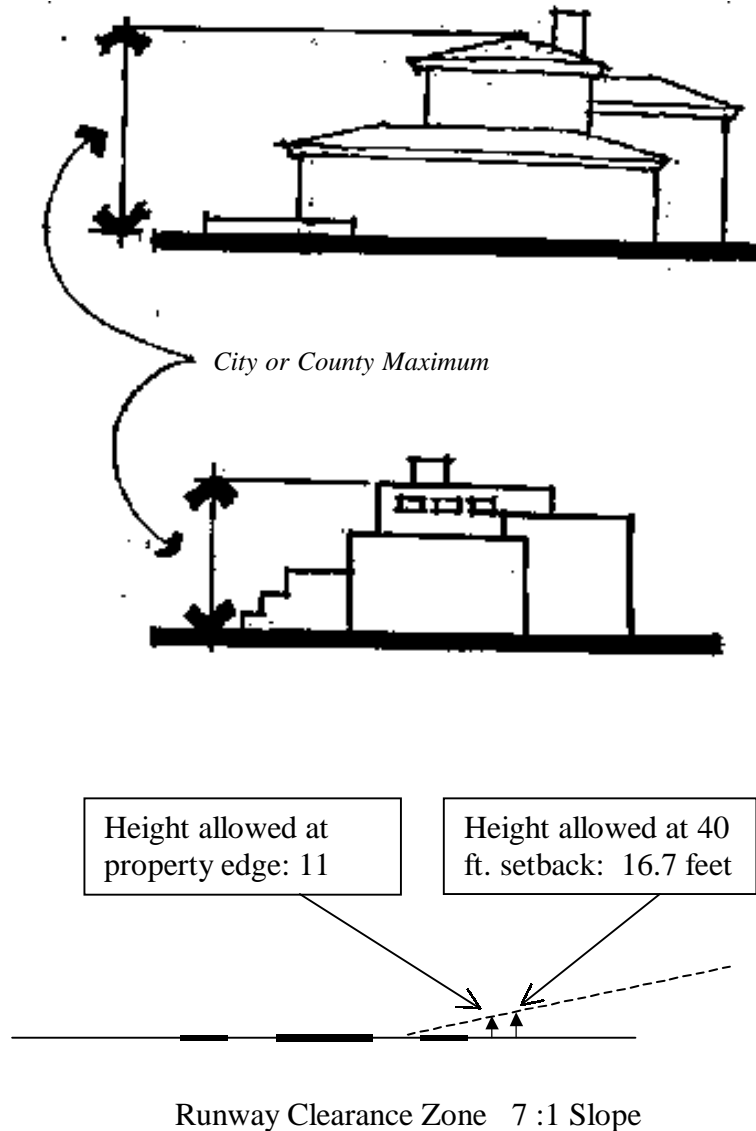 City or County Maximum
Height allowed at
property edge: 11
Height allowed at 40
ft. setback:  16.7 feet
Runway Clearance Zone   7 :1 Slope